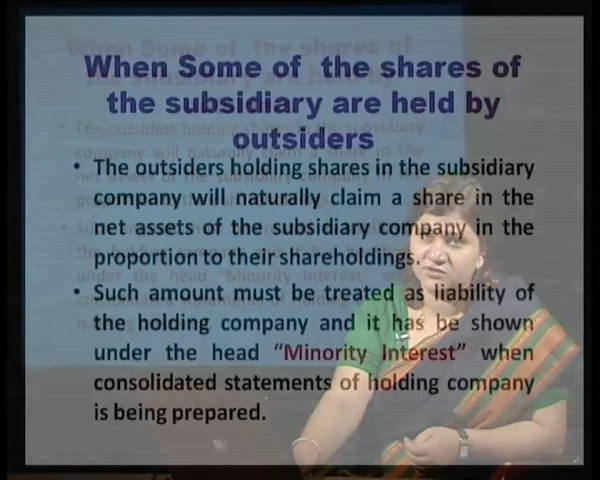 When Some of the shares of
the subsidiary are held by
outsiders
• The outsiders holding shares in the subsidiary
company will naturally claim a share in the
net assets of the subsidiary company in the
proportion to their shareholdings.
• Such amount must be treated as liability of
the holding company and it has be shown
under the head “Minority Interest” when
consolidated statements of holding company
is being prepared.